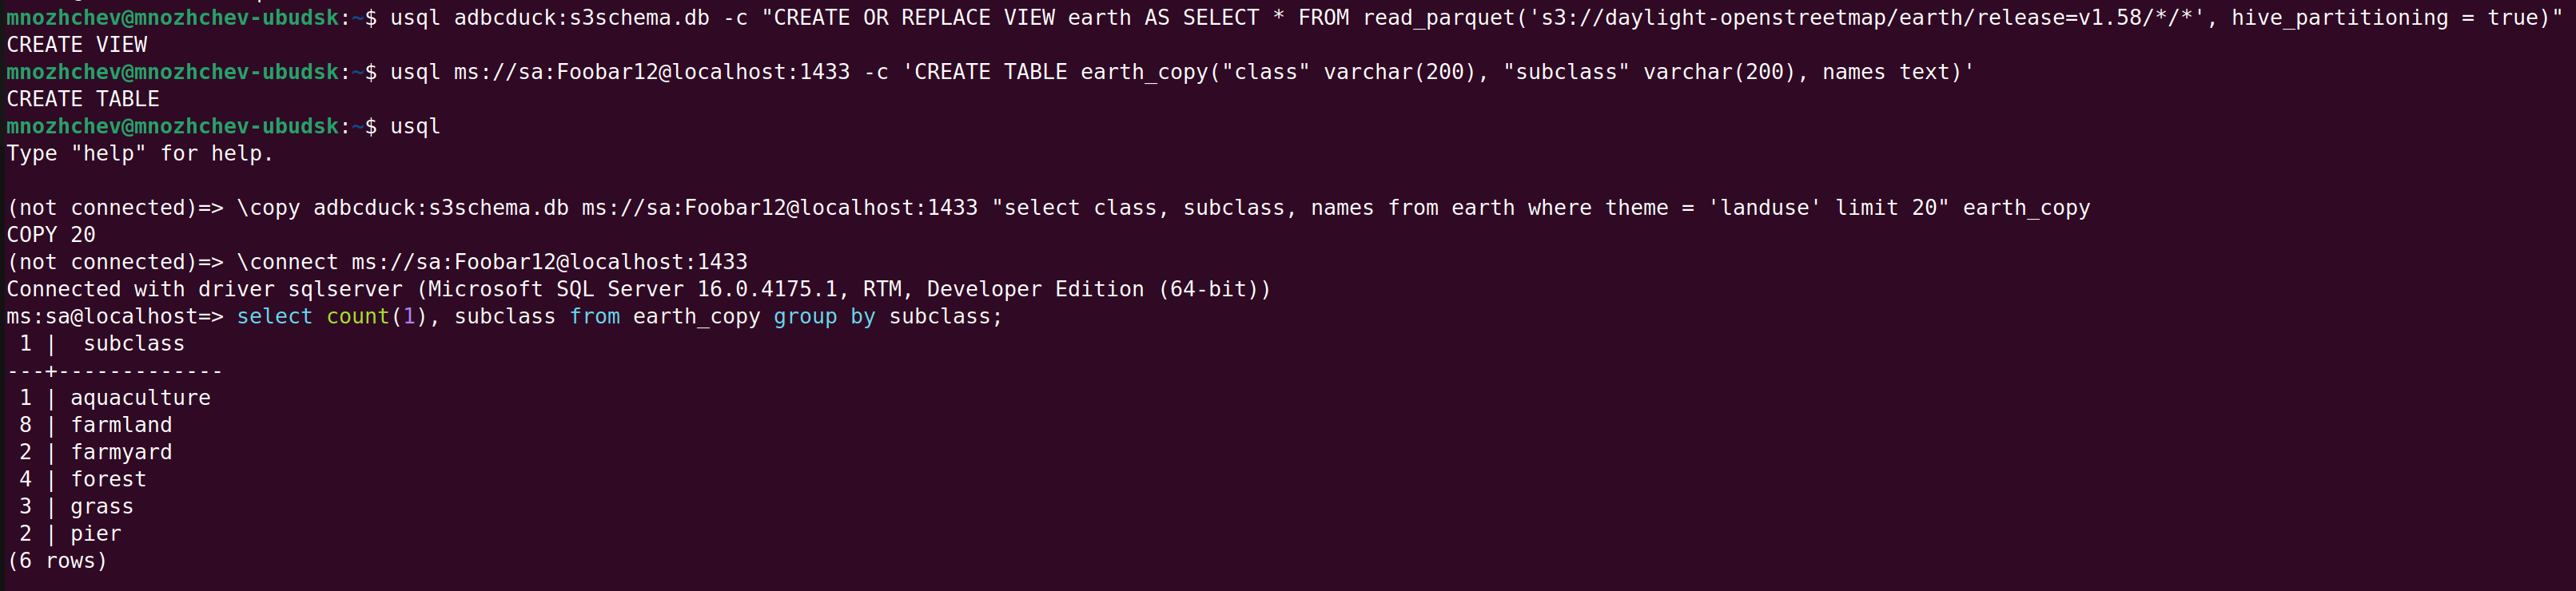 mnozhchev@mnozhchev-ubudsk:~$ usql adbcduck:s3schema.db -c "CREATE OR REPLACE VIEW earth AS SELECT * FROM read_parquet('s3://daylight-openstreetmap/earth/release=v1.58/*/*', hive_partitioning = true)"
CREATE VIEW
mnozhchev@mnozhchev-ubudsk:~$ usql ms://sa:Foobar12@localhost:1433 -c 'CREATE TABLE earth_copy("class" varchar(200), "subclass" varchar(200), names text)'
CREATE TABLE
mnozhchev@mnozhchev-ubudsk:~$ usql
Type "help" for help.

(not connected)=> \copy adbcduck:s3schema.db ms://sa:Foobar12@localhost:1433 "select class, subclass, names from earth where theme = 'landuse' limit 20" earth_copy
COPY 20
(not connected)=> \connect ms://sa:Foobar12@localhost:1433
Connected with driver sqlserver (Microsoft SQL Server 16.0.4175.1, RTM, Developer Edition (64-bit))
ms:sa@localhost=> select count(1), subclass from earth_copy group by subclass;
 1 |  subclass
---+-------------
 1 | aquaculture
 8 | farmland
 2 | farmyard
 4 | forest
 3 | grass
 2 | pier
(6 rows)